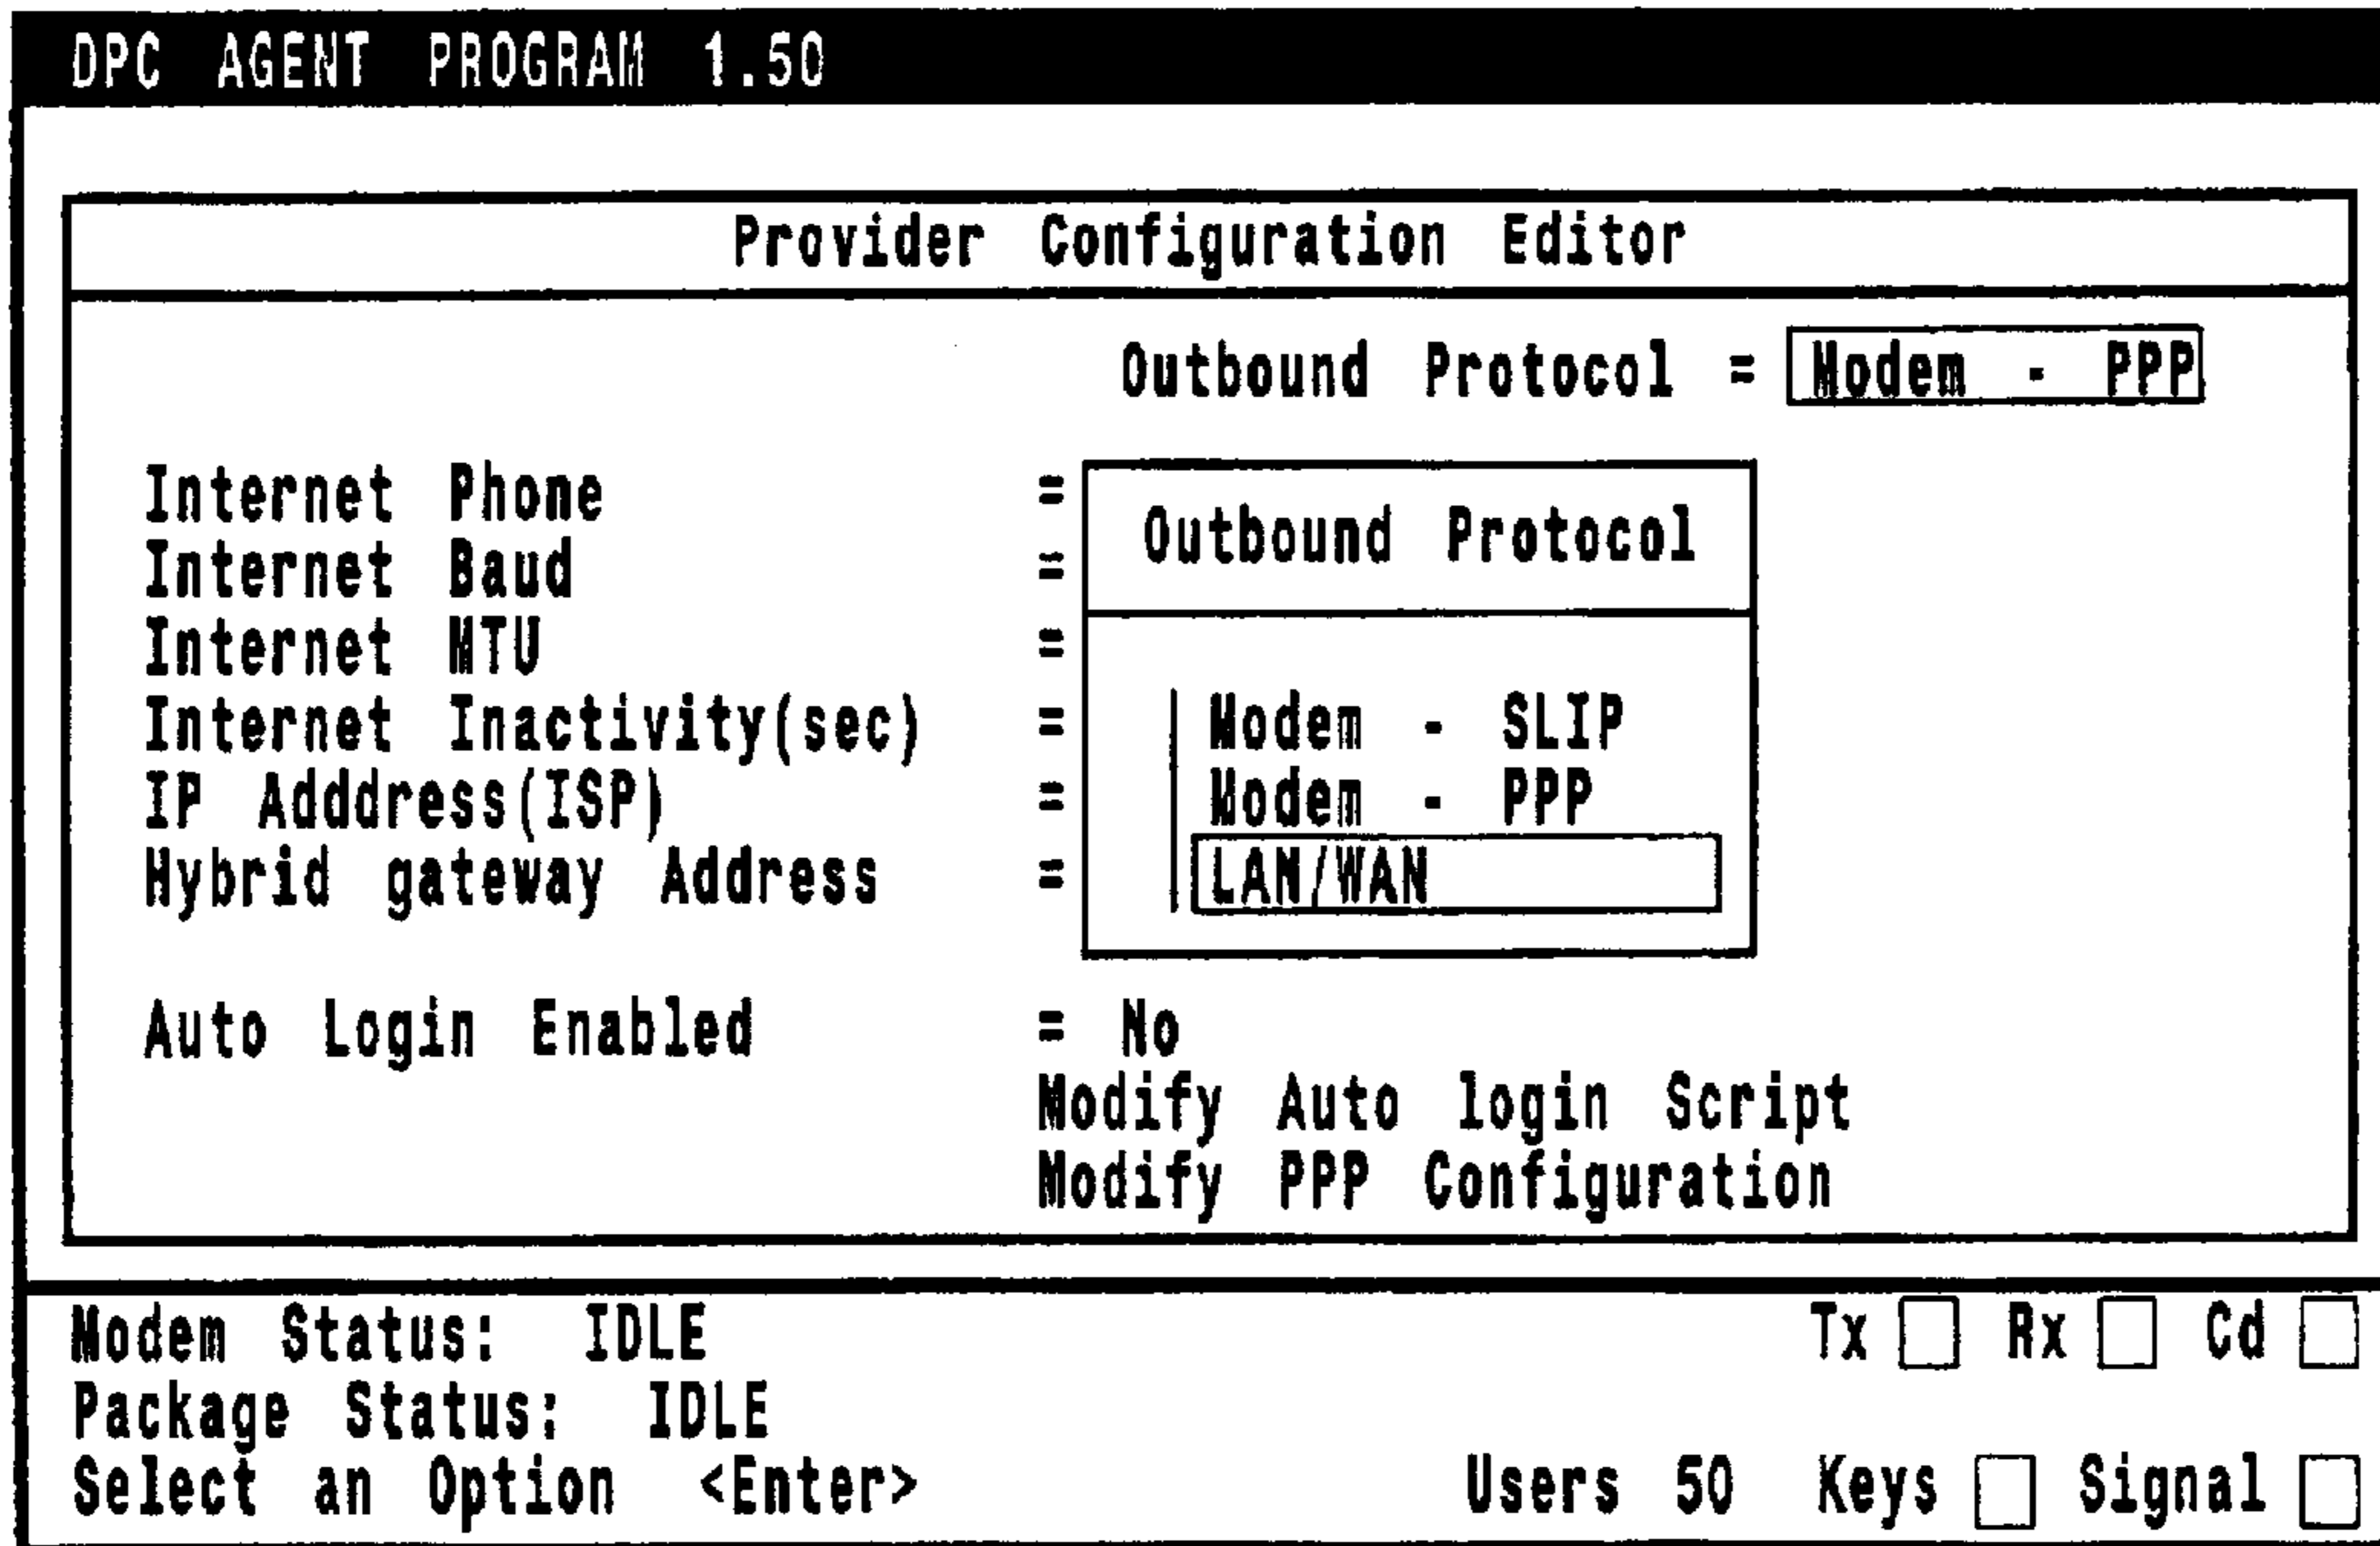 DPC AGENT PROGRAM 1.50
Provider Configuration Editor
Outbound Protocol = Modem - PPP
Internet Phone =
Internet Baud =
Internet MTU =
Internet Inactivity(sec) =
IP Adddress(ISP) =
Hybrid gateway Address =
Outbound Protocol
Modem - SLIP
Modem - PPP
LAN/WAN
Auto Login Enabled = No
Modify Auto login Script
Modify PPP Configuration
Modem Status: IDLE Tx Rx Cd
Package Status: IDLE
Select an Option <Enter> Users 50 Keys Signal